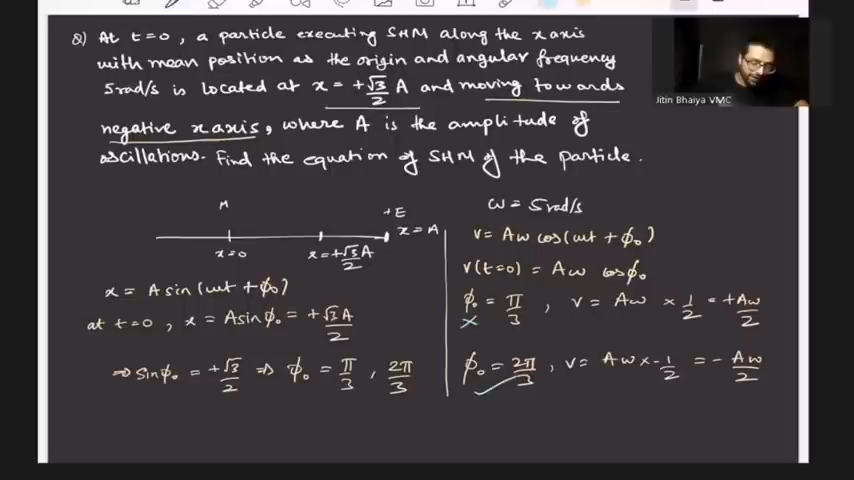 Q) At t=0, a particle executing SHM along the x axis
with mean position as the origin and angular frequency
5rad/s is located at x = +√3/2 A and moving towards
negative x axis, where A is the amplitude of
oscillations. Find the equation of SHM of the particle.
Jitin Bhaiya VMC
M
+E
x=0
x=+√3A/2
x=A
x = Asin(ωt+ϕ₀)
at t=0, x = Asinϕ₀ = +√3A/2
⇒ sinϕ₀ = +√3/2 ⇒ ϕ₀ = π/3, 2π/3
ω = 5rad/s
v = Aω cos(ωt + ϕ₀)
v(t=0) = Aω cosϕ₀
ϕ₀ = π/3, v = Aω × 1/2 = +Aω/2
×
ϕ₀ = 2π/3, v = Aω × -1/2 = - Aω/2